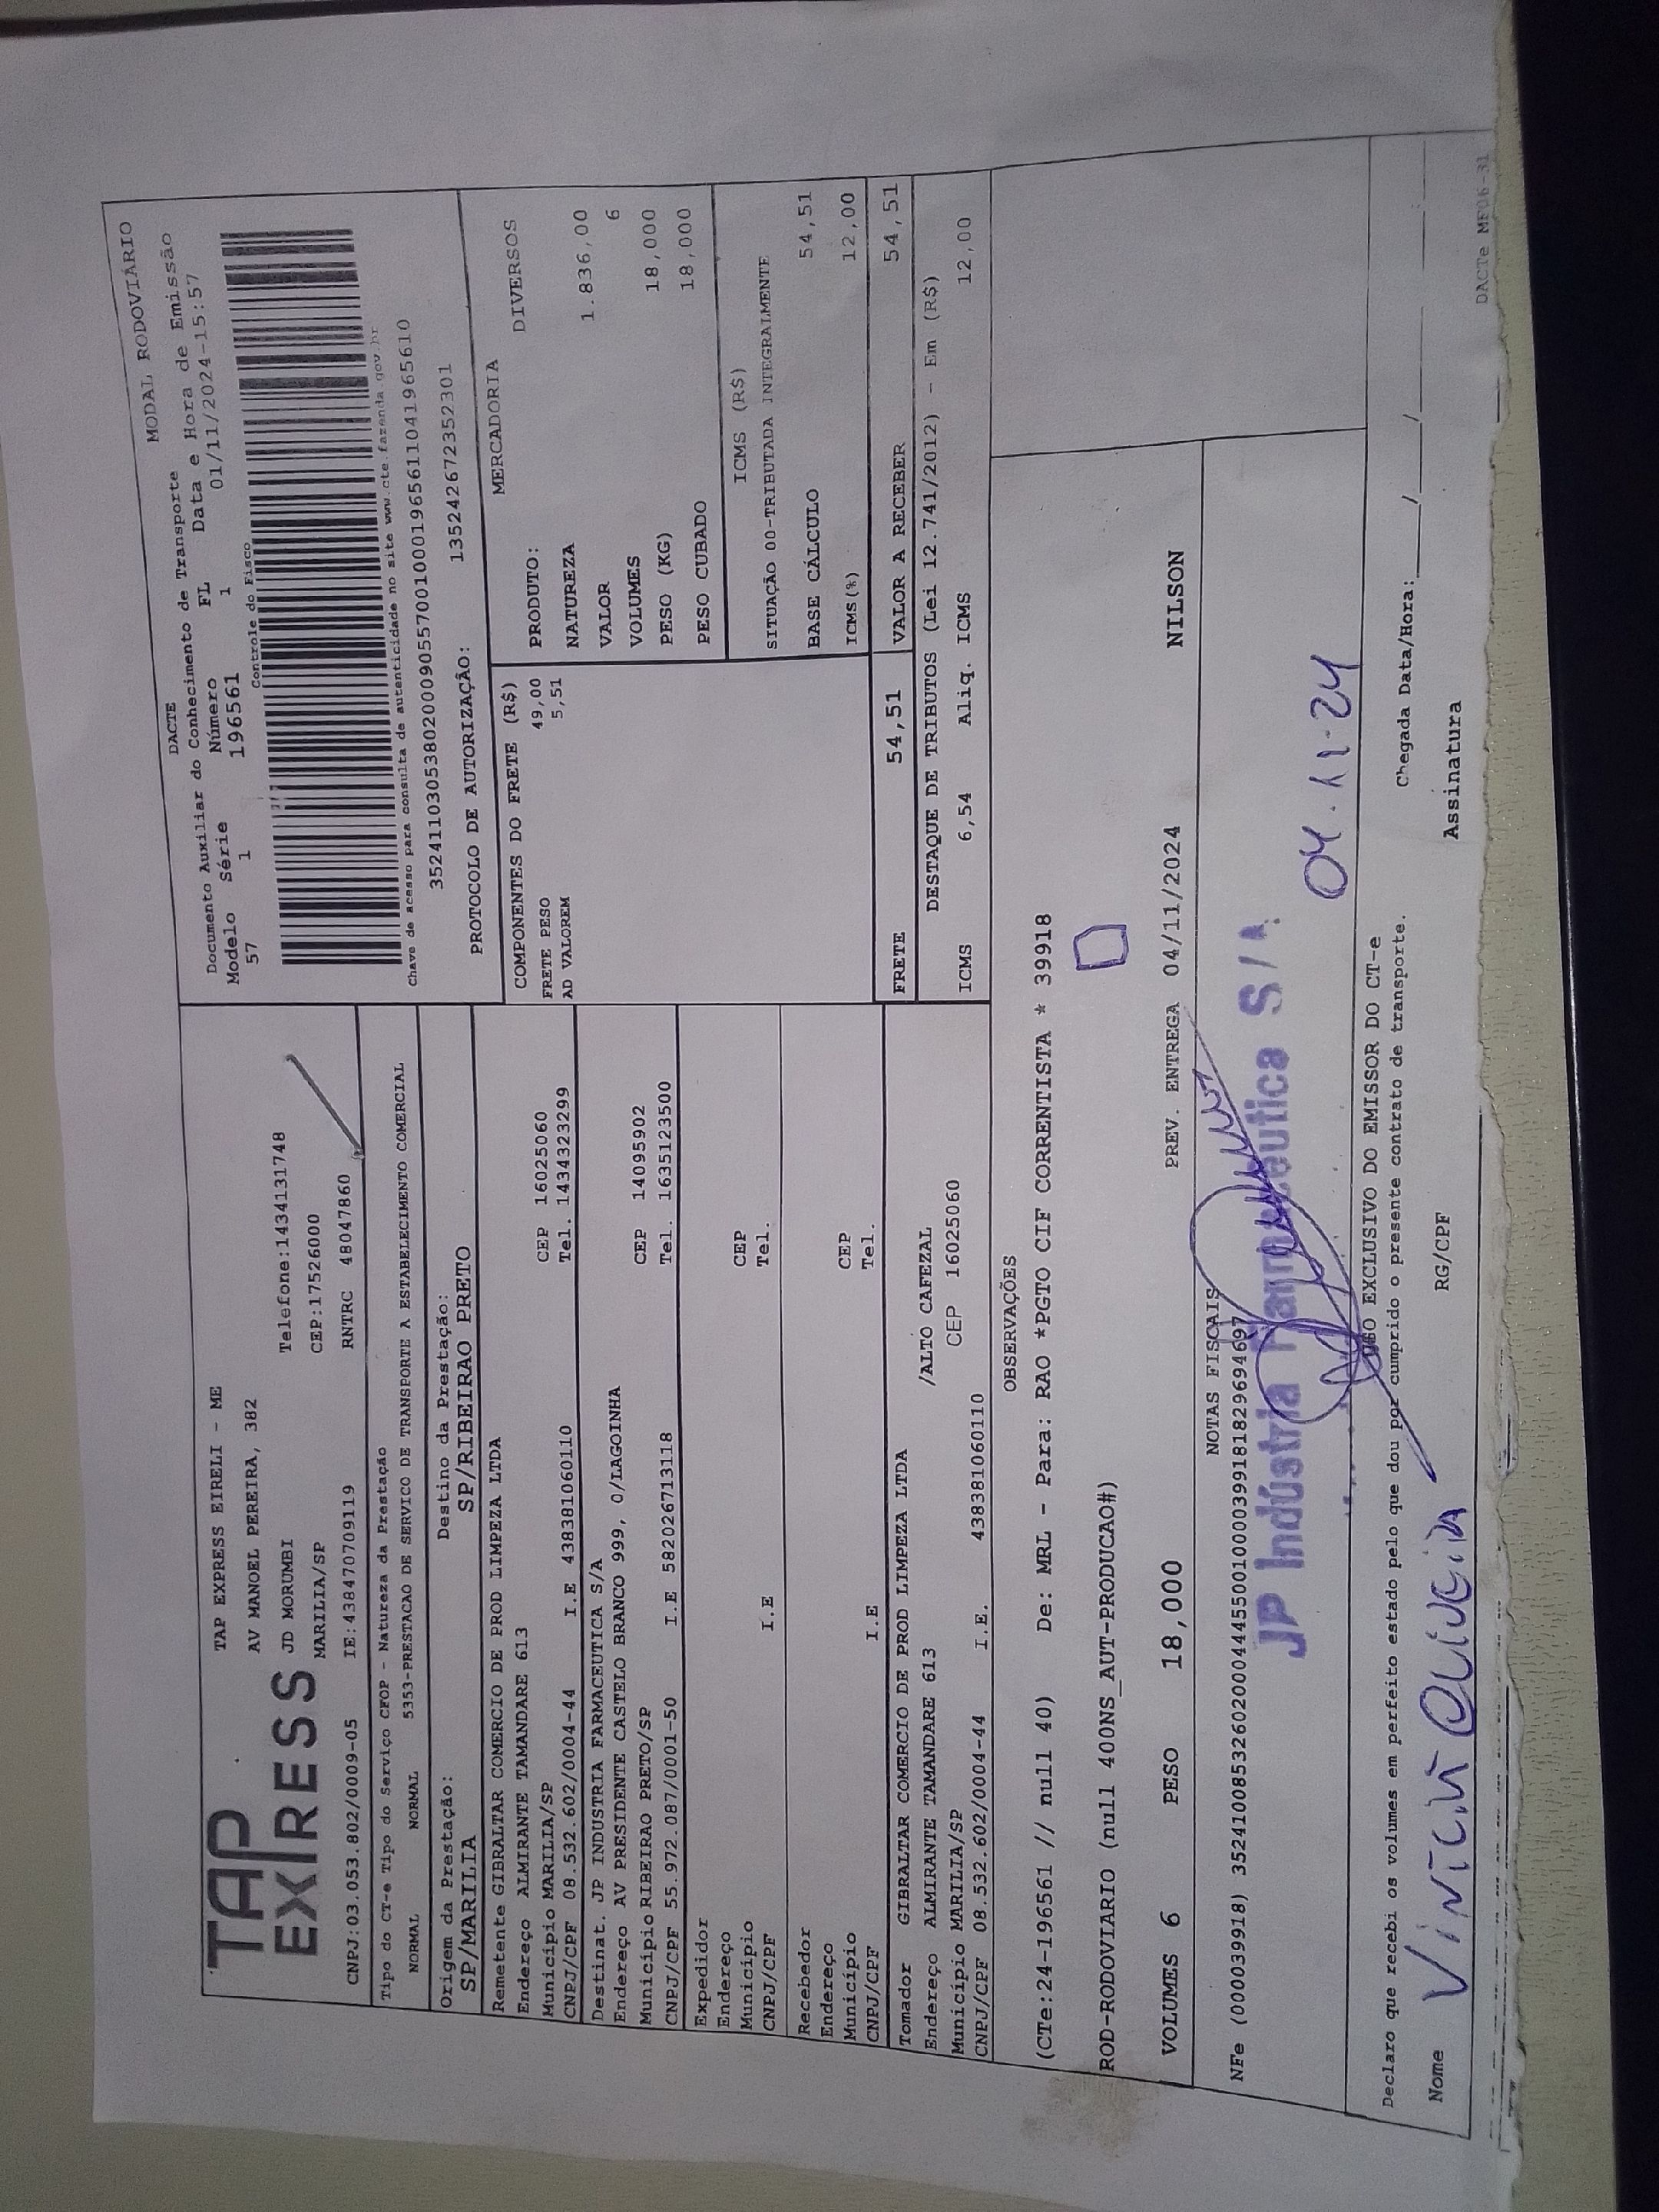 MODAL RODOVIÁRIO
DACTE
Documento Auxiliar do Conhecimento de Transporte
Modelo Série Número FL Data e Hora de Emissão
57 1 196561 1 01/11/2024-15:57
Controle do Fisco
Chave de acesso para consulta de autenticidade no site www.cte.fazenda.gov.br
35241103053802000905570010001965611041965610
PROTOCOLO DE AUTORIZAÇÃO: 135242672352301
TAP
EXPRESS
TAP EXPRESS EIRELI - ME
AV MANOEL PEREIRA, 382
JD MORUMBI Telefone:1434131748
MARILIA/SP CEP:17526000
CNPJ:03.053.802/0009-05 IE:438470709119 RNTRC 48047860
Tipo do CT-e Tipo do Serviço CFOP - Natureza da Prestação
NORMAL NORMAL 5353-PRESTACAO DE SERVICO DE TRANSPORTE A ESTABELECIMENTO COMERCIAL
Origem da Prestação: Destino da Prestação:
SP/MARILIA SP/RIBEIRAO PRETO
Remetente GIBRALTAR COMERCIO DE PROD LIMPEZA LTDA
Endereço ALMIRANTE TAMANDARE 613
Município MARILIA/SP CEP 16025060
CNPJ/CPF 08.532.602/0004-44 I.E 438381060110 Tel. 1434323299
Destinat. JP INDUSTRIA FARMACEUTICA S/A
Endereço AV PRESIDENTE CASTELO BRANCO 999, 0/LAGOINHA
Município RIBEIRAO PRETO/SP CEP 14095902
CNPJ/CPF 55.972.087/0001-50 I.E 582026713118 Tel. 1635123500
Expedidor
Endereço
Município CEP
CNPJ/CPF I.E Tel.
Recebedor
Endereço
Município CEP
CNPJ/CPF I.E Tel.
Tomador GIBRALTAR COMERCIO DE PROD LIMPEZA LTDA
Endereço ALMIRANTE TAMANDARE 613 /ALTO CAFEZAL
Município MARILIA/SP CEP 16025060
CNPJ/CPF 08.532.602/0004-44 I.E. 438381060110
COMPONENTES DO FRETE (R$)
FRETE PESO 49,00
AD VALOREM 5,51
MERCADORIA
PRODUTO: DIVERSOS
NATUREZA
VALOR 1.836,00
VOLUMES 6
PESO (KG) 18,000
PESO CUBADO 18,000
ICMS (R$)
SITUAÇÃO 00-TRIBUTADA INTEGRALMENTE
BASE CÁLCULO 54,51
ICMS(%) 12,00
FRETE 54,51 VALOR A RECEBER 54,51
DESTAQUE DE TRIBUTOS (Lei 12.741/2012) - Em (R$)
ICMS 6,54 Aliq. ICMS 12,00
OBSERVAÇÕES
(CTe:24-196561 // null 40) De: MRL - Para: RAO *PGTO CIF CORRENTISTA * 39918
ROD-RODOVIARIO (null 400NS_AUT-PRODUCAO#)
VOLUMES 6 PESO 18,000 PREV. ENTREGA 04/11/2024 NILSON
NOTAS FISCAIS
NFe (000039918) 35241008532602000444550010000399181829694697
JP Indústria Farmacêutica S/A
04.11.24
USO EXCLUSIVO DO EMISSOR DO CT-e
Declaro que recebi os volumes em perfeito estado pelo que dou por cumprido o presente contrato de transporte.
Chegada Data/Hora: / /
Nome Vinicius Oliveira RG/CPF Assinatura
DACTe MF06-31